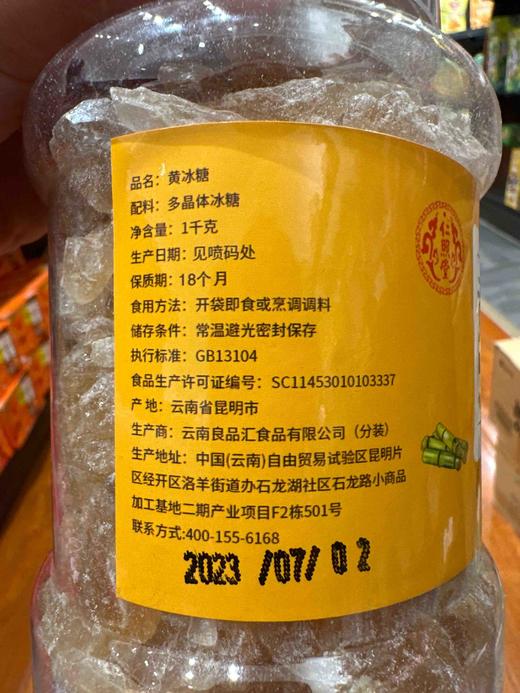 品名：黄冰糖
配料：多晶体冰糖
净含量：1千克
生产日期：见喷码处
保质期：18个月
食用方法：开袋即食或烹调调料
储存条件：常温避光密封保存
执行标准：GB13104
食品生产许可证编号：SC11453010103337
产地：云南省昆明市
生产商：云南良品汇食品有限公司（分装）
生产地址：中国(云南)自由贸易试验区昆明片
区经开区洛羊街道办石龙湖社区石龙路小商品
加工基地二期产业项目F2栋501号
联系方式:400-155-6168
2023 /07/ 02
仁照堂